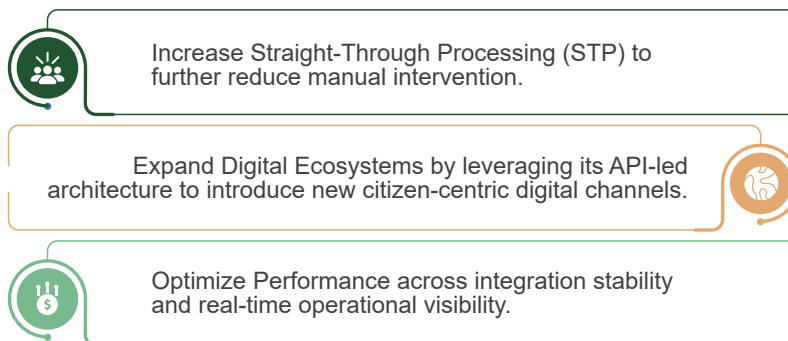 Increase Straight-Through Processing (STP) to
further reduce manual intervention.
Expand Digital Ecosystems by leveraging its API-led
architecture to introduce new citizen-centric digital channels.
$
Optimize Performance across integration stability
and real-time operational visibility.